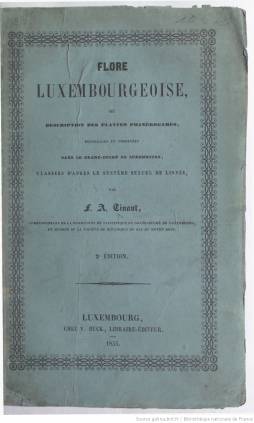 FLORE
LUXEMBOURGEOISE,
OU
DESCRIPTION DES PLANTES PHANÉROGAMES,
RECUEILLIES ET OBSERVÉES
DANS LE GRAND-DUCHÉ DE LUXEMBOURG,
CLASSÉES D'APRÈS LE SYSTÈME SEXUEL DE LINNÉE,
PAR
F. A. Tinant,
2e ÉDITION.
LUXEMBOURG,
CHEZ V. BUCK, LIBRAIRE-ÉDITEUR,
1855.
Source gallica.bnf.fr / Bibliothèque nationale de France